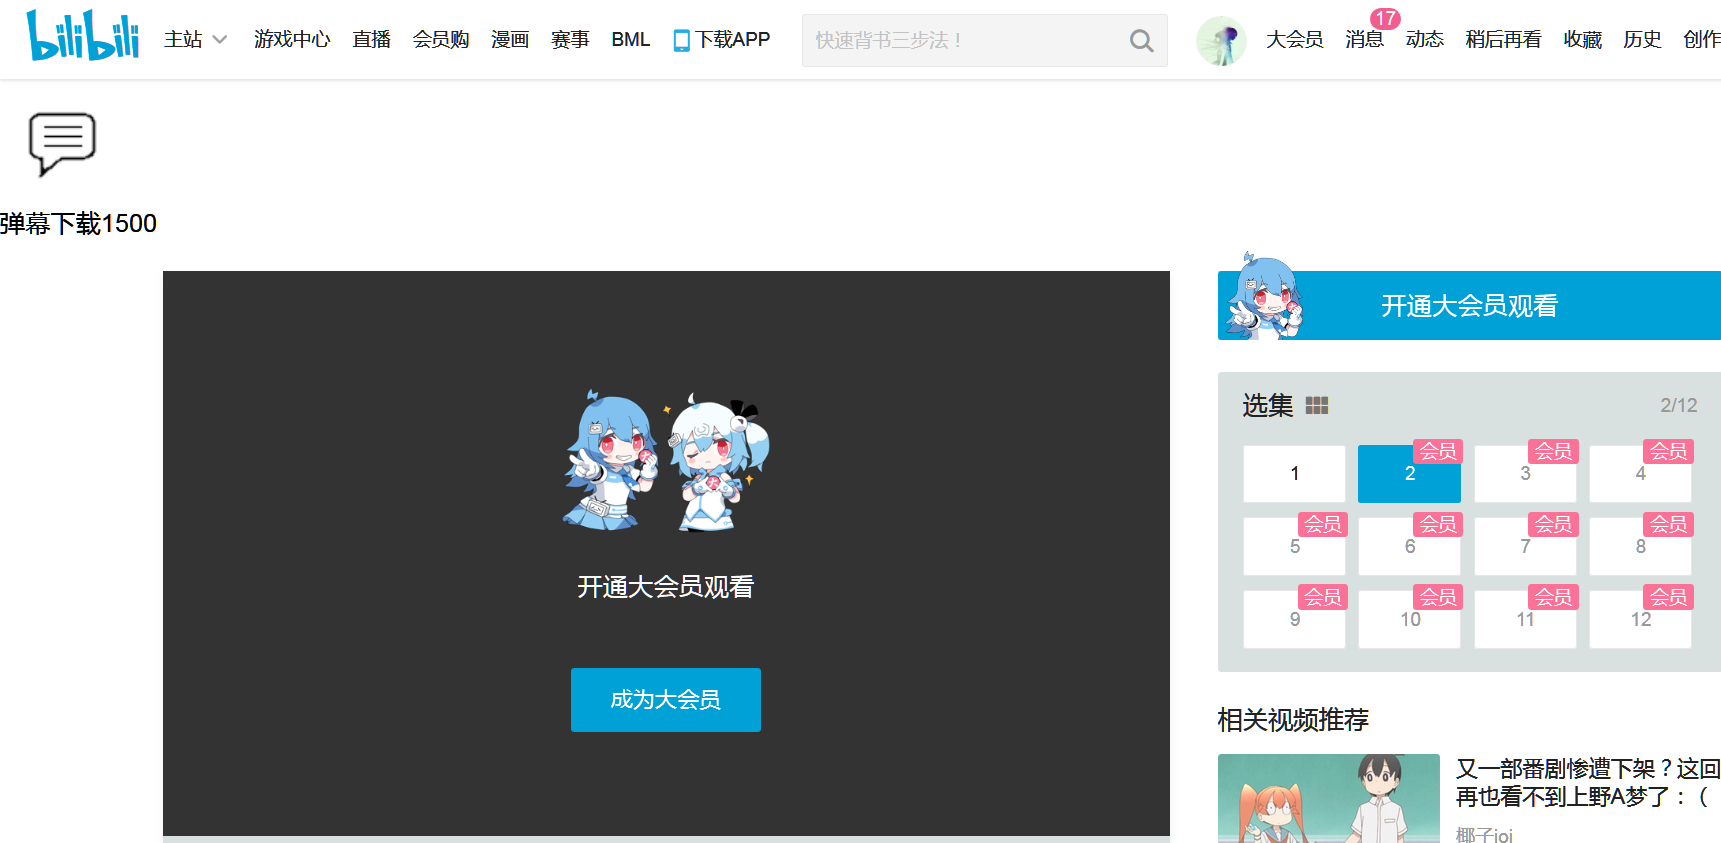 bilibili
主站 游戏中心 直播 会员购 漫画 赛事 BML 下载APP 快速背书三步法！ 大会员 消息 17 动态 稍后再看 收藏 历史 创作
弹幕下载1500
开通大会员观看
成为大会员
开通大会员观看
选集 2/12
1 2 会员 3 会员 4 会员
5 会员 6 会员 7 会员 8 会员
9 会员 10 会员 11 会员 12 会员
相关视频推荐
又一部番剧惨遭下架？这回
再也看不到上野A梦了：（
椰子joj